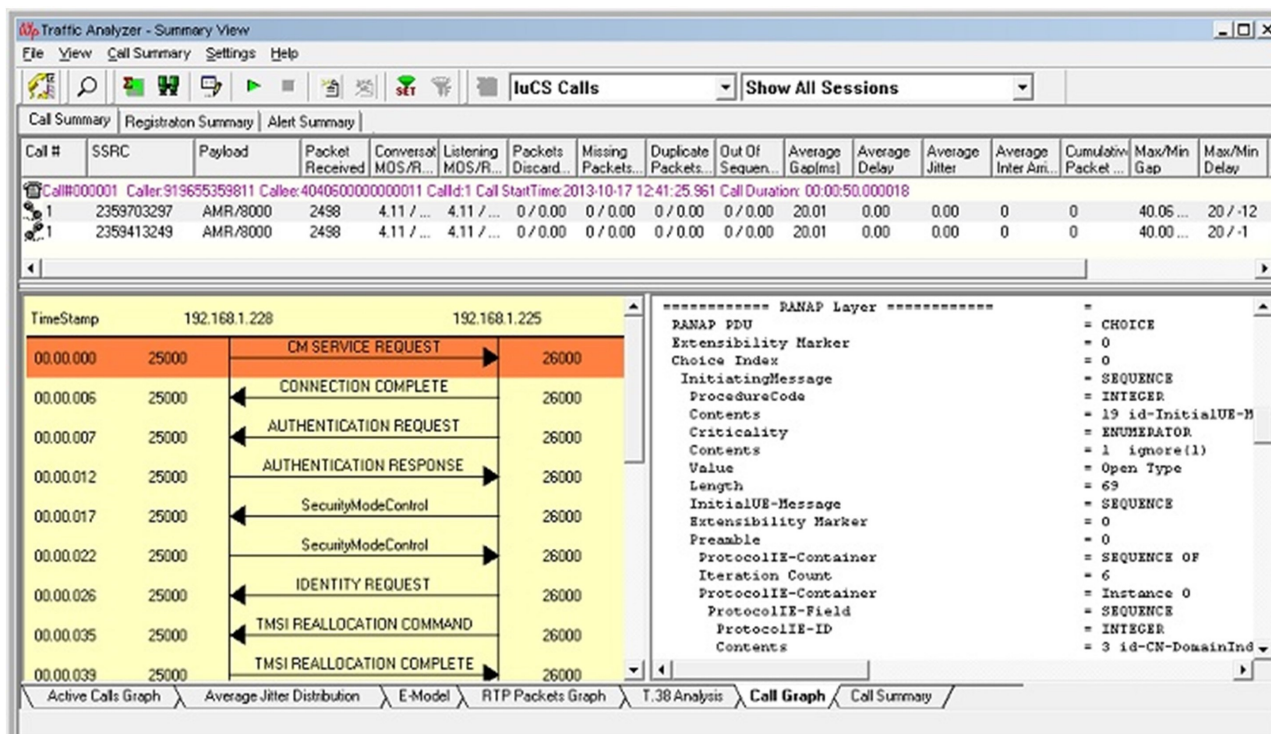 Traffic Analyzer - Summary View
File View Call Summary Settings Help
SET IuCS Calls Show All Sessions
Call Summary Registraton Summary Alert Summary
Call # SSRC Payload Packet Received Conversat MOS/R... Listening MOS/R... Packets Discard... Missing Packets... Duplicate Packets... Out Of Sequen... Average Gap(ms) Average Delay Average Jitter Average Inter Arri... Cumulativ Packet ... Max/Min Gap Max/Min Delay
Call#000001 Caller:919655359811 Callee:4040600000000011 CallId:1 Call StartTime:2013-10-17 12:41:25.961 Call Duration: 00:00:50.000018
1 2359703297 AMR/8000 2498 4.11 / ... 4.11 / ... 0 / 0.00 0 / 0.00 0 / 0.00 0 / 0.00 20.01 0.00 0.00 0 0 40.06 ... 20 / -12
1 2359413249 AMR/8000 2498 4.11 / ... 4.11 / ... 0 / 0.00 0 / 0.00 0 / 0.00 0 / 0.00 20.01 0.00 0.00 0 0 40.00 ... 20 / -1
TimeStamp 192.168.1.228 192.168.1.225
00.00.000 25000 CM SERVICE REQUEST 26000
00.00.006 25000 CONNECTION COMPLETE 26000
00.00.007 25000 AUTHENTICATION REQUEST 26000
00.00.012 25000 AUTHENTICATION RESPONSE 26000
00.00.017 25000 SecurityModeControl 26000
00.00.022 25000 SecurityModeControl 26000
00.00.026 25000 IDENTITY REQUEST 26000
00.00.035 25000 TMSI REALLOCATION COMMAND 26000
00.00.039 25000 TMSI REALLOCATION COMPLETE 26000
============ RANAP Layer ============ =
RANAP PDU = CHOICE
Extensibility Marker = 0
Choice Index = 0
InitiatingMessage = SEQUENCE
ProcedureCode = INTEGER
Contents = 19 id-InitialUE-M
Criticality = ENUMERATOR
Contents = 1 ignore(1)
Value = Open Type
Length = 69
InitialUE-Message = SEQUENCE
Extensibility Marker = 0
Preamble = 0
ProtocolIE-Container = SEQUENCE OF
Iteration Count = 6
ProtocolIE-Container = Instance 0
ProtocolIE-Field = SEQUENCE
ProtocolIE-ID = INTEGER
Contents = 3 id-CN-DomainInd
Active Calls Graph Average Jitter Distribution E-Model RTP Packets Graph T.38 Analysis Call Graph Call Summary